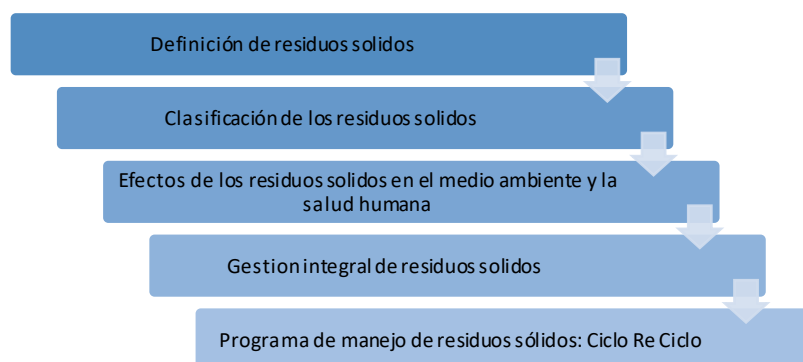 Definición de residuos solidos
Clasificación de los residuos solidos
Efectos de los residuos solidos en el medio ambiente y la
salud humana
Gestion integral de residuos solidos
Programa de manejo de residuos sólidos: Ciclo Re Ciclo